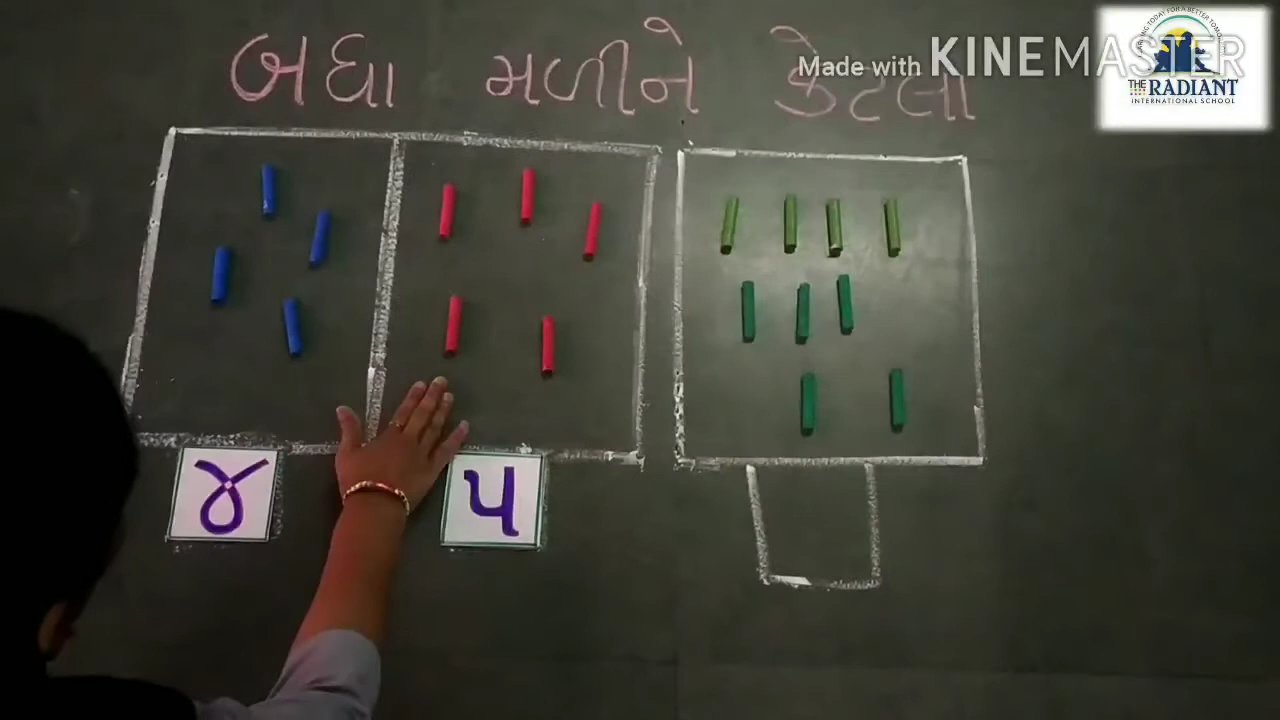 બધા મળીને કેટલા
Made with KINEMASTER
THE RADIANT
INTERNATIONAL SCHOOL
૪ ૫